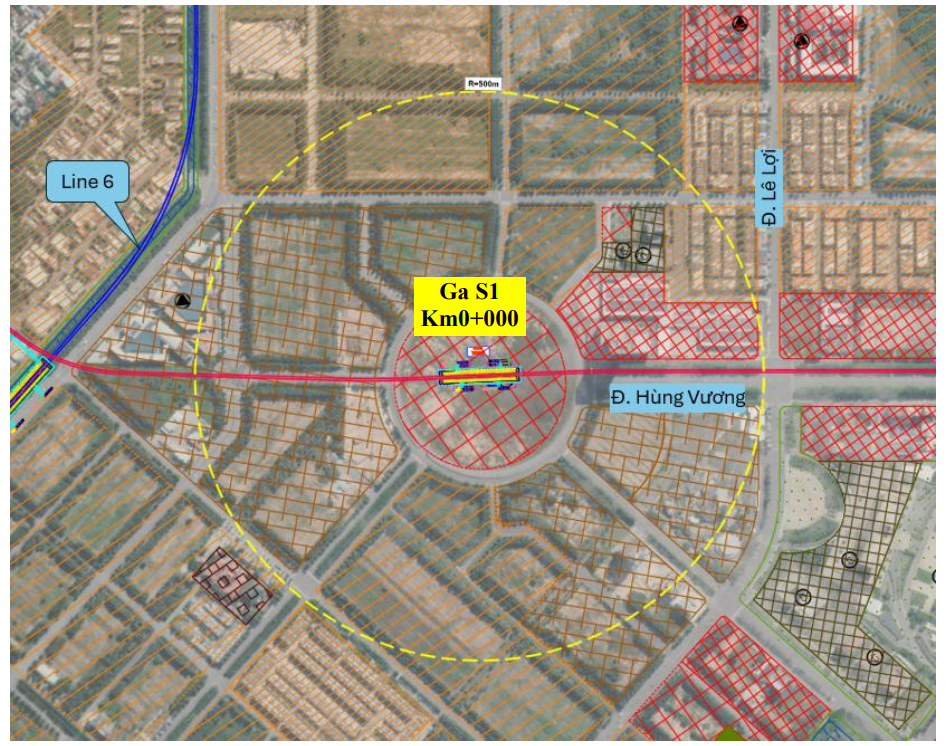 R=500m
Line 6
Đ. Lê Lợi
Ga S1
Km0+000
Đ. Hùng Vương